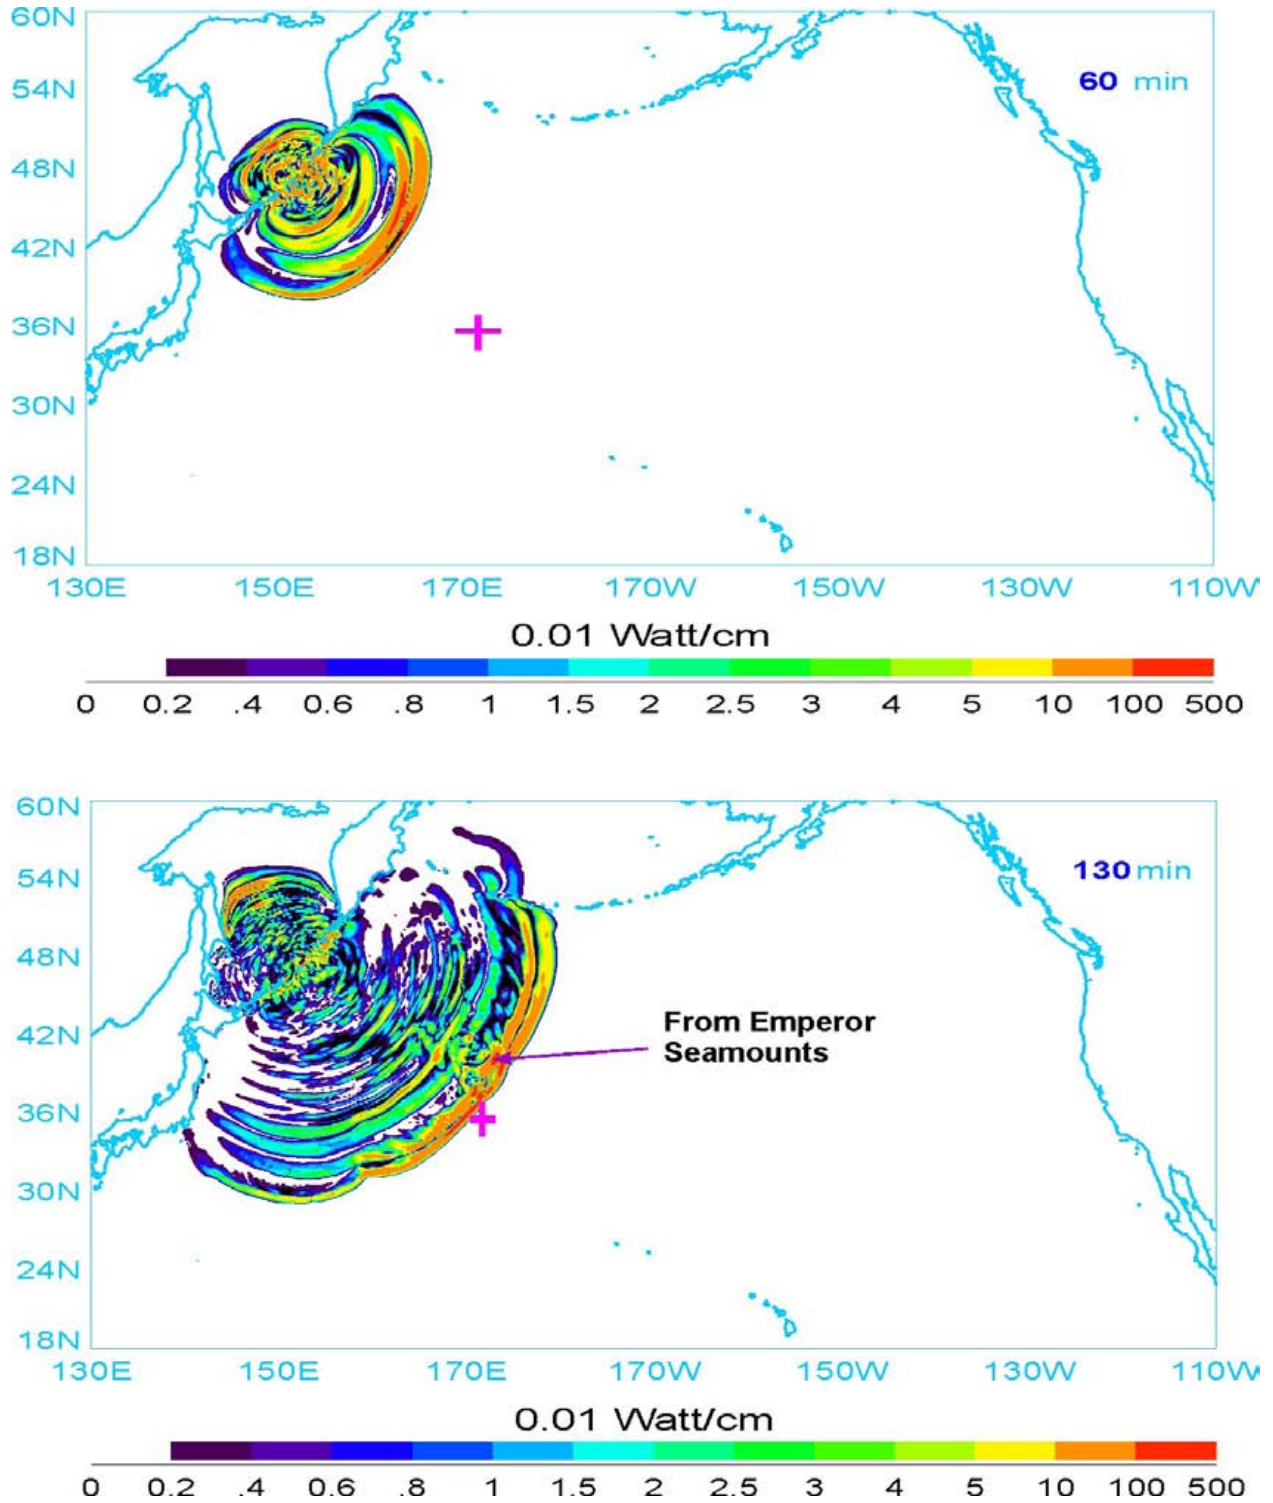 60N
60 min
54N
48N
42N
36N
30N
24N
18N
130E 150E 170E 170W 150W 130W 110W
0.01 Watt/cm
0 0.2 .4 0.6 .8 1 1.5 2 2.5 3 4 5 10 100 500
60N
130 min
54N
48N
42N
From Emperor
Seamounts
36N
30N
24N
18N
130E 150E 170E 170W 150W 130W 110W
0.01 Watt/cm
0 0.2 .4 0.6 .8 1 1.5 2 2.5 3 4 5 10 100 500